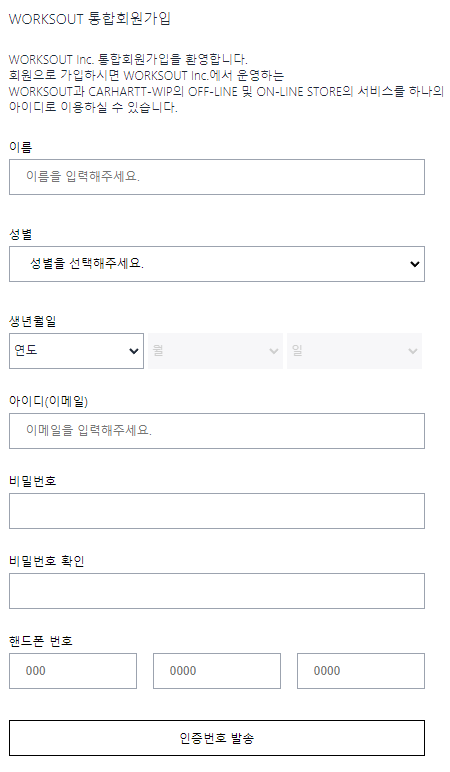 WORKSOUT 통합회원가입
WORKSOUT Inc. 통합회원가입을 환영합니다.
회원으로 가입하시면 WORKSOUT Inc.에서 운영하는
WORKSOUT과 CARHARTT-WIP의 OFF-LINE 및 ON-LINE STORE의 서비스를 하나의
아이디로 이용하실 수 있습니다.
이름
이름을 입력해주세요.
성별
성별을 선택해주세요.
생년월일
연도 월 일
아이디(이메일)
이메일을 입력해주세요.
비밀번호
비밀번호 확인
핸드폰 번호
000 0000 0000
인증번호 발송